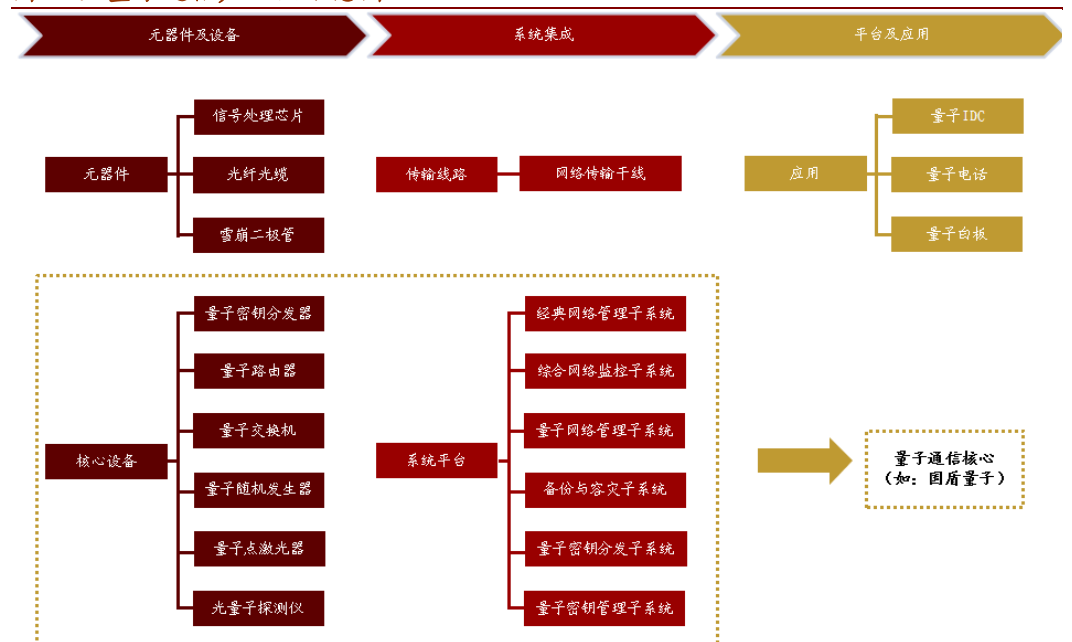 元器件及设备
系统集成
平台及应用
元器件
信号处理芯片
光纤光缆
雪崩二极管
传输线路
网络传输干线
应用
量子IDC
量子电话
量子白板
核心设备
量子密钥分发器
量子路由器
量子交换机
量子随机发生器
量子点激光器
光量子探测仪
系统平台
经典网络管理子系统
综合网络监控子系统
量子网络管理子系统
备份与容灾子系统
量子密钥分发子系统
量子密钥管理子系统
量子通信核心
（如：国盾量子）